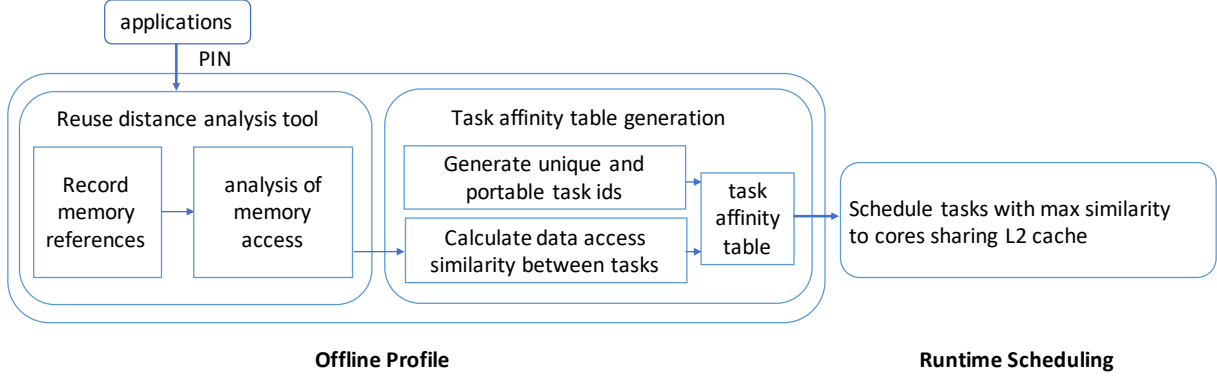 applications
PIN
Reuse distance analysis tool
Record
memory
references
analysis of
memory
access
Task affinity table generation
Generate unique and
portable task ids
Calculate data access
similarity between tasks
task
affinity
table
Schedule tasks with max similarity
to cores sharing L2 cache
Offline Profile
Runtime Scheduling